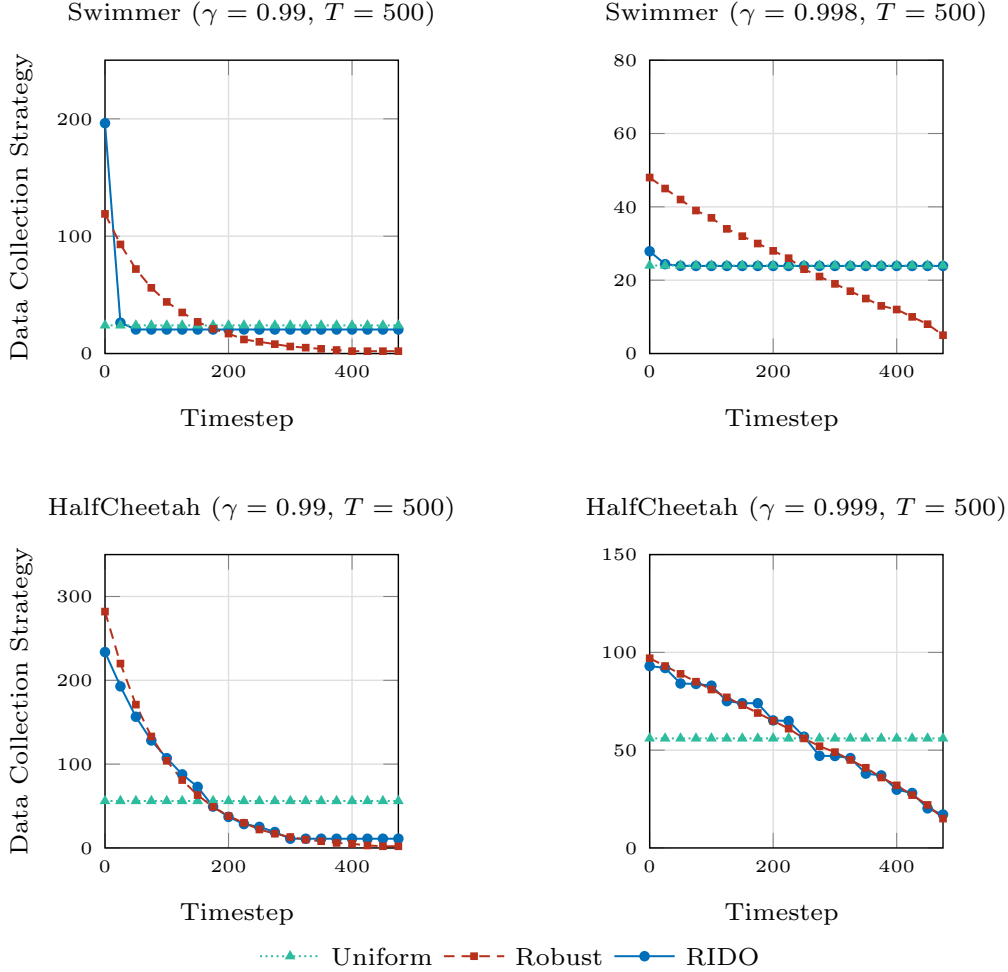 Swimmer (γ = 0.99, T = 500)
Data Collection Strategy
200
100
0
0
200
400
Timestep
Swimmer (γ = 0.998, T = 500)
80
60
40
20
0
0
200
400
Timestep
HalfCheetah (γ = 0.99, T = 500)
Data Collection Strategy
300
200
100
0
0
200
400
Timestep
HalfCheetah (γ = 0.999, T = 500)
150
100
50
0
0
200
400
Timestep
Uniform Robust RIDO